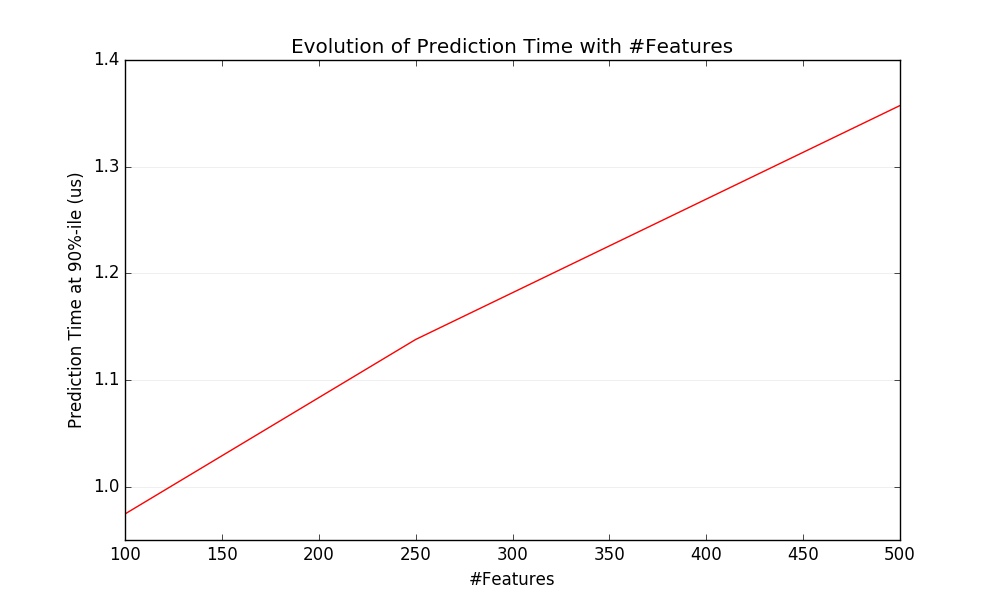 Evolution of Prediction Time with #Features
Prediction Time at 90%-ile (us)
1.4
1.3
1.2
1.1
1.0
100 150 200 250 300 350 400 450 500
#Features